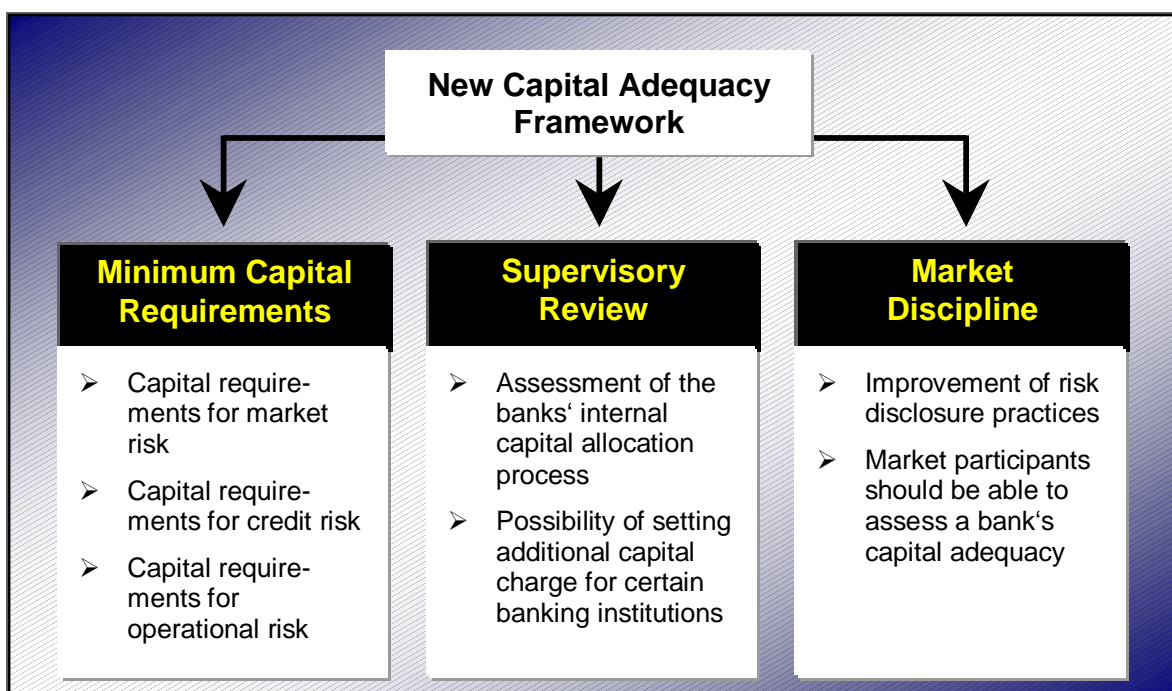 New Capital Adequacy
Framework
Minimum Capital
Requirements
➢ Capital require-
ments for market
risk
➢ Capital require-
ments for credit risk
➢ Capital require-
ments for
operational risk
Supervisory
Review
➢ Assessment of the
banks‘ internal
capital allocation
process
➢ Possibility of setting
additional capital
charge for certain
banking institutions
Market
Discipline
➢ Improvement of risk
disclosure practices
➢ Market participants
should be able to
assess a bank‘s
capital adequacy